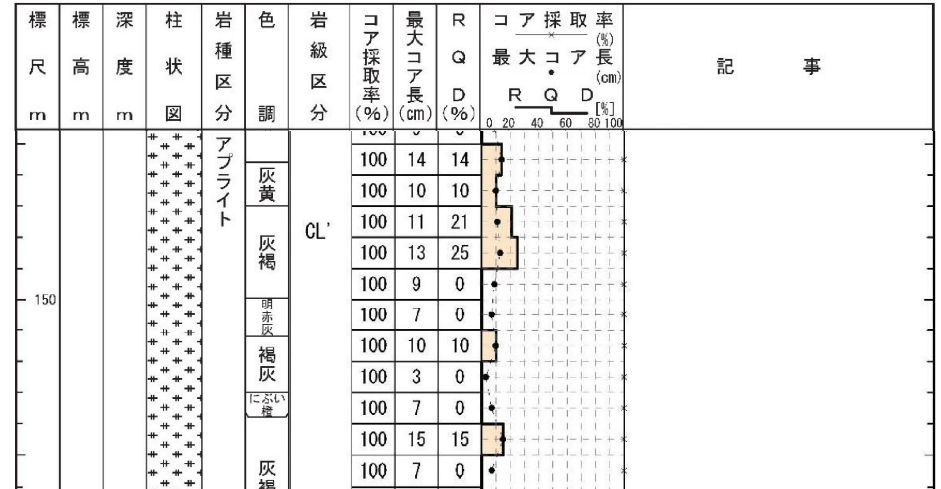 標尺m
標高m
深度m
柱状図
岩種区分
色調
岩級区分
コア採取率(%)
最大コア長(cm)
RQD(%)
コア採取率(%)
最大コア長(cm)
RQD[%]
0 20 40 60 80 100
記事
アプライト
灰黄
灰褐
明赤灰
褐灰
にぶい橙
灰褐
CL'
150
100 14 14
100 10 10
100 11 21
100 13 25
100 9 0
100 7 0
100 10 10
100 3 0
100 7 0
100 15 15
100 7 0